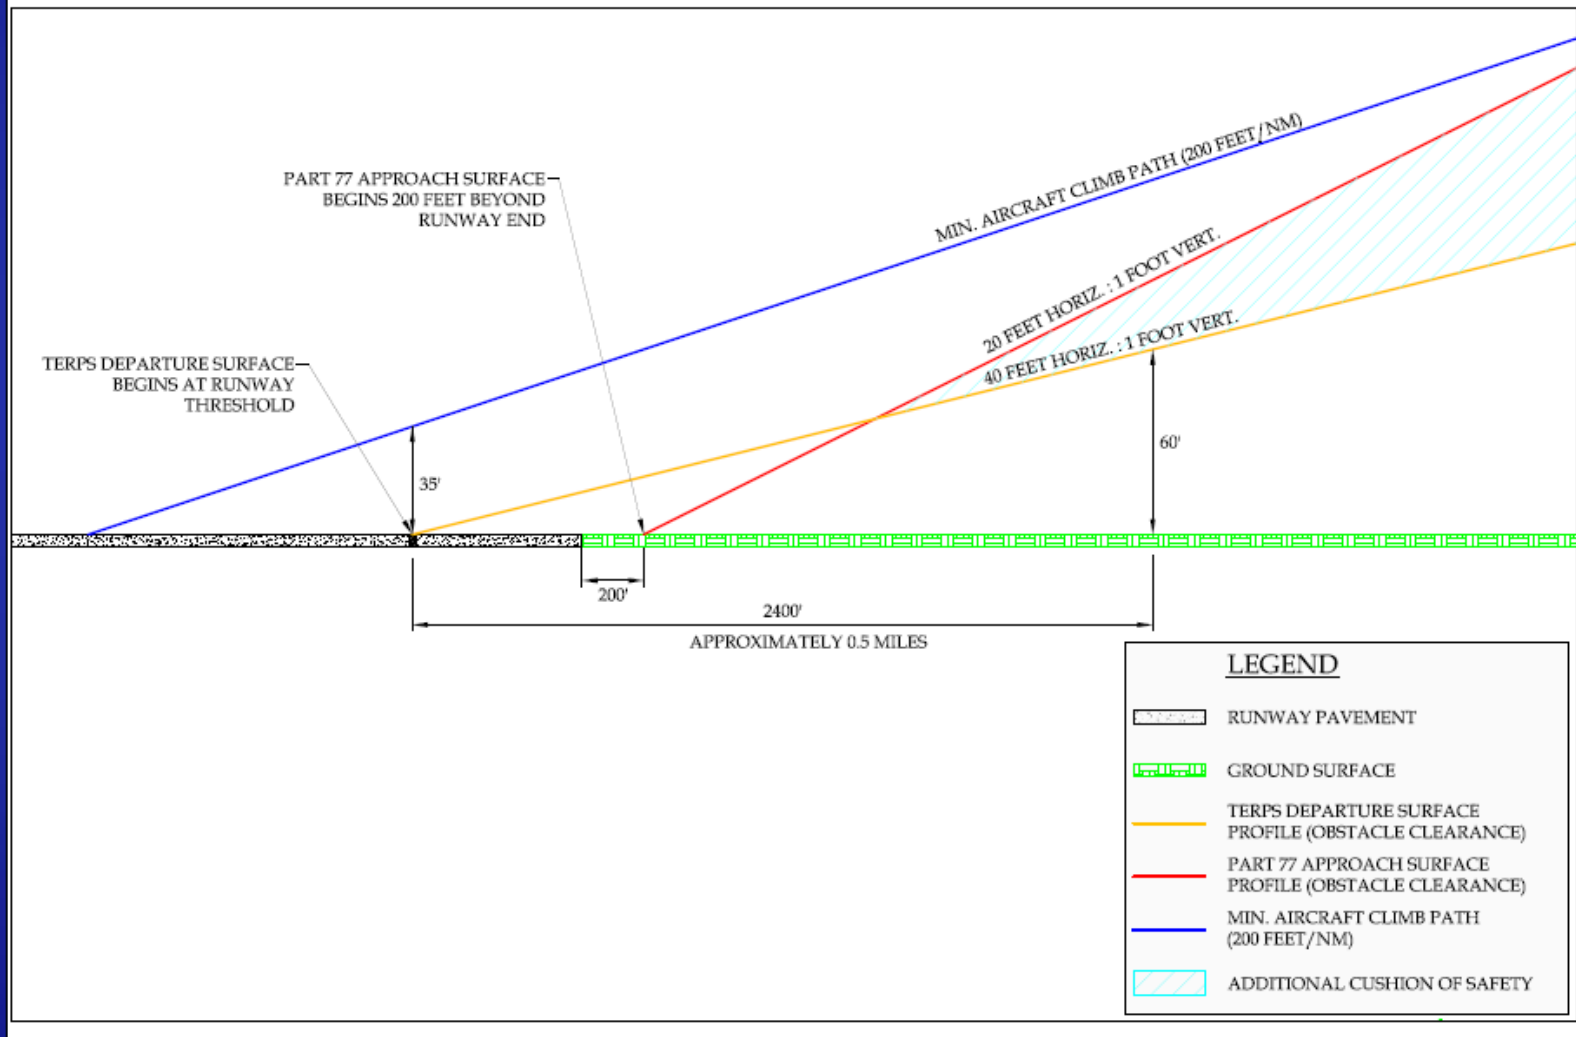 MIN. AIRCRAFT CLIMB PATH (200 FEET/NM)
PART 77 APPROACH SURFACE
BEGINS 200 FEET BEYOND
RUNWAY END
20 FEET HORIZ. : 1 FOOT VERT.
40 FEET HORIZ. : 1 FOOT VERT.
TERPS DEPARTURE SURFACE
BEGINS AT RUNWAY
THRESHOLD
60'
35'
200'
2400'
APPROXIMATELY 0.5 MILES
LEGEND
RUNWAY PAVEMENT
GROUND SURFACE
TERPS DEPARTURE SURFACE
PROFILE (OBSTACLE CLEARANCE)
PART 77 APPROACH SURFACE
PROFILE (OBSTACLE CLEARANCE)
MIN. AIRCRAFT CLIMB PATH
(200 FEET/NM)
ADDITIONAL CUSHION OF SAFETY